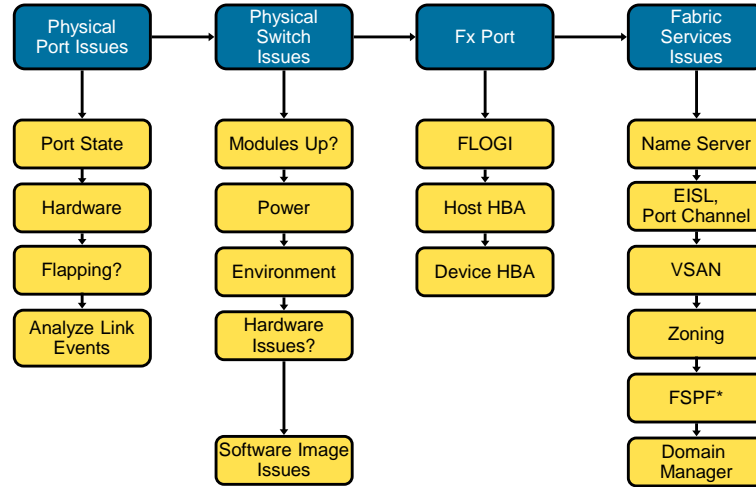 Physical
Port Issues
Physical
Switch
Issues
Fx Port
Fabric
Services
Issues
Port State
Hardware
Flapping?
Analyze Link
Events
Modules Up?
Power
Environment
Hardware
Issues?
Software Image
Issues
FLOGI
Host HBA
Device HBA
Name Server
EISL,
Port Channel
VSAN
Zoning
FSPF*
Domain
Manager